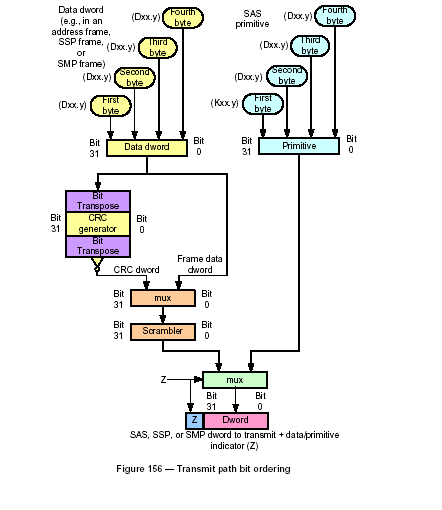 Data dword
(e.g., in an
address frame,
SSP frame,
or
SMP frame)
(Dxx.y)
Fourth
byte
(Dxx.y)
Third
byte
(Dxx.y)
Second
byte
(Dxx.y)
First
byte
SAS
primitive
(Dxx.y)
Fourth
byte
(Dxx.y)
Third
byte
(Dxx.y)
Second
byte
(Kxx.y)
First
byte
Bit
31
Data dword
Bit
0
Bit
31
Primitive
Bit
0
Bit
Transpose
Bit
31
CRC
generator
Bit
0
Bit
Transpose
CRC dword
Frame data
dword
Bit
31
mux
Bit
0
Bit
31
Scrambler
Bit
0
Z
mux
Bit
31
Bit
0
Z
Dword
SAS, SSP, or SMP dword to transmit + data/primitive
indicator (Z)
Figure 156 — Transmit path bit ordering